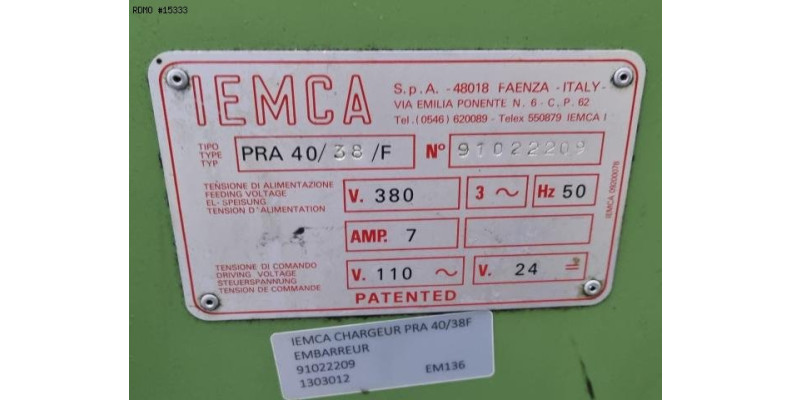 RDMO #15333
IEMCA
S.p.A. - 48018 FAENZA - ITALY -
VIA EMILIA PONENTE N. 6 - C. P. 62
Tel. (0546) 620089 - Telex 550879 IEMCA I
TIPO
TYPE
TYP
PRA 40/38/F
N° 91022209
TENSIONE DI ALIMENTAZIONE
FEEDING VOLTAGE
EL-SPEISUNG
TENSION D'ALIMENTATION
V. 380
3 ~
Hz 50
AMP. 7
TENSIONE DI COMANDO
DRIVING VOLTAGE
STEUERSPANNUNG
TENSION DE COMMANDE
V. 110 ~
V. 24 ⎓
PATENTED
IEMCA 09200078
IEMCA CHARGEUR PRA 40/38F
EMBARREUR
91022209
1303012 EM136